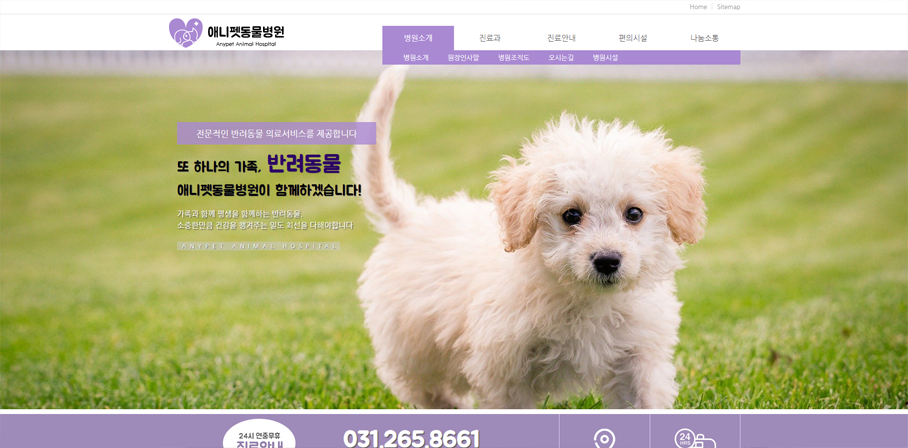 Home
Sitemap
애니펫동물병원
Anypet Animal Hospital
병원소개 진료과 진료안내 편의시설 나눔소통
병원소개 원장인사말 병원조직도 오시는길 병원시설
전문적인 반려동물 의료서비스를 제공합니다
또 하나의 가족, 반려동물
애니펫동물병원이 함께하겠습니다!
가족과 함께 평생을 함께하는 반려동물,
소중한만큼 건강을 챙겨주는 일도 최선을 다해야합니다
ANYPET ANIMAL HOSPITAL
24시 연중무휴
진료안내
031.265.8661
24
HRS